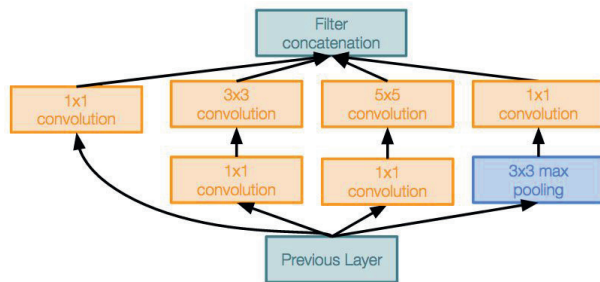 Filter
concatenation
1x1
convolution
3x3
convolution
5x5
convolution
1x1
convolution
1x1
convolution
1x1
convolution
3x3 max
pooling
Previous Layer